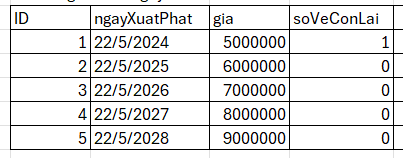 ID ngayXuatPhat gia soVeConLai
1 22/5/2024 5000000 1
2 22/5/2025 6000000 0
3 22/5/2026 7000000 0
4 22/5/2027 8000000 0
5 22/5/2028 9000000 0